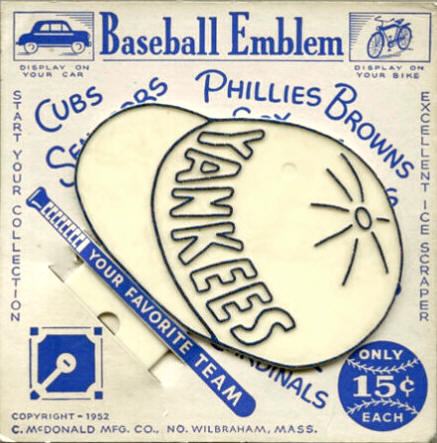 Baseball Emblem
DISPLAY ON
YOUR CAR
DISPLAY ON
YOUR BIKE
START YOUR COLLECTION
EXCELLENT ICE SCRAPER
CUBS
PHILLIES
BROWNS
YANKEES
YOUR FAVORITE TEAM
ONLY
15¢
EACH
COPYRIGHT - 1952
C. McDONALD MFG. CO., NO. WILBRAHAM, MASS.